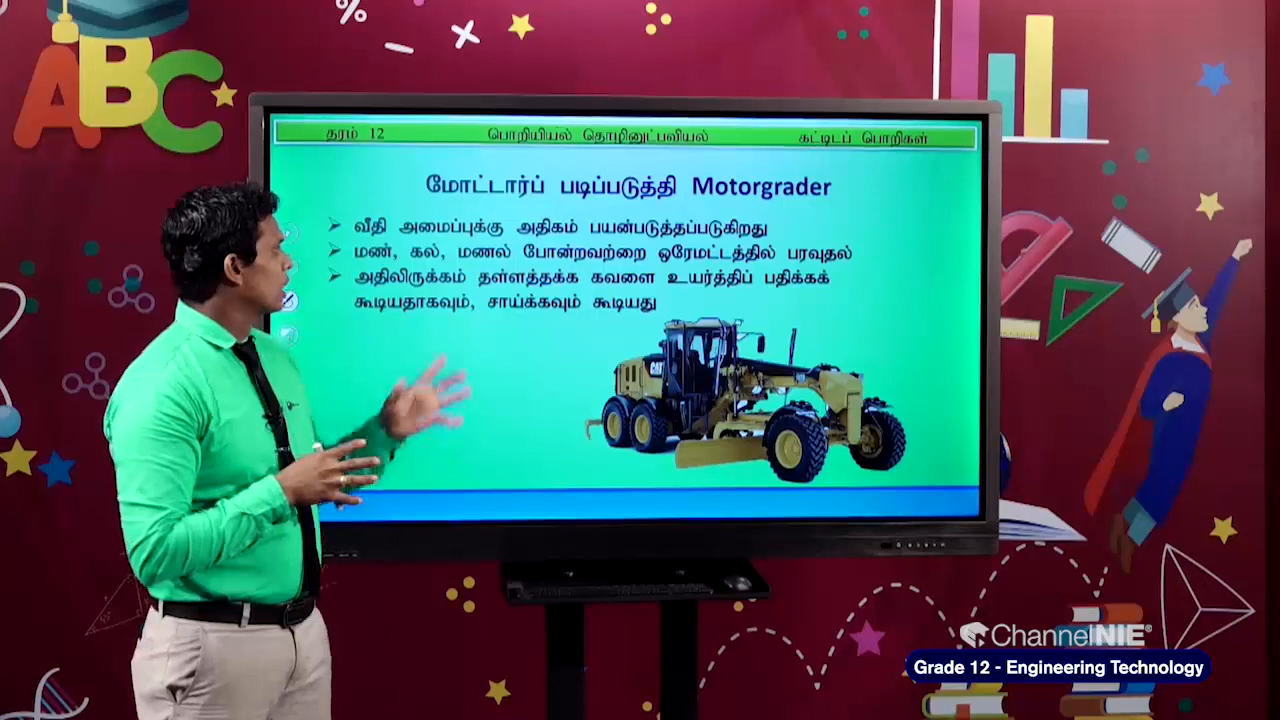 ABC
%
தரம் 12 பொறியியல் தொழினுட்பவியல் கட்டிடப் பொறிகள்
மோட்டார்ப் படிப்படுத்தி Motorgrader
வீதி அமைப்புக்கு அதிகம் பயன்படுத்தப்படுகிறது
மண், கல், மணல் போன்றவற்றை ஒரேமட்டத்தில் பரவுதல்
அதிலிருக்கம் தள்ளத்தக்க கவளை உயர்த்திப் பதிக்கக்
கூடியதாகவும், சாய்க்கவும் கூடியது
CAT
ChannelNIE®
Grade 12 - Engineering Technology